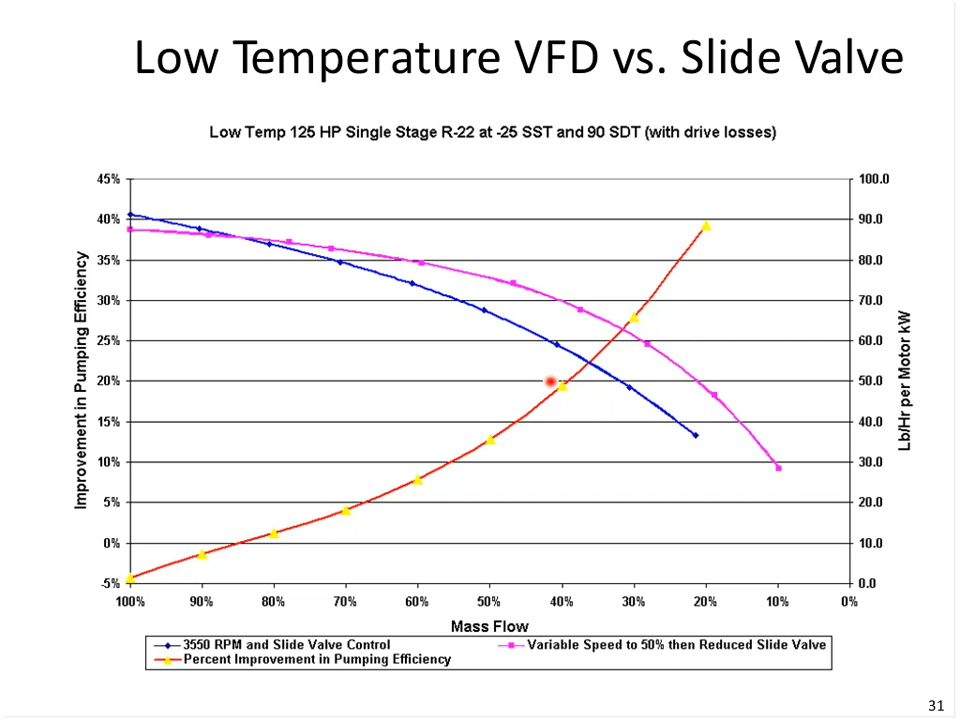 Low Temperature VFD vs. Slide Valve
Low Temp 125 HP Single Stage R-22 at -25 SST and 90 SDT (with drive losses)
45%
40%
35%
30%
25%
20%
15%
10%
5%
0%
-5%
Improvement in Pumping Efficiency
100.0
90.0
80.0
70.0
60.0
50.0
40.0
30.0
20.0
10.0
0.0
Lb/Hr per Motor kW
100% 90% 80% 70% 60% 50% 40% 30% 20% 10% 0%
Mass Flow
3550 RPM and Slide Valve Control
Variable Speed to 50% then Reduced Slide Valve
Percent Improvement in Pumping Efficiency
31